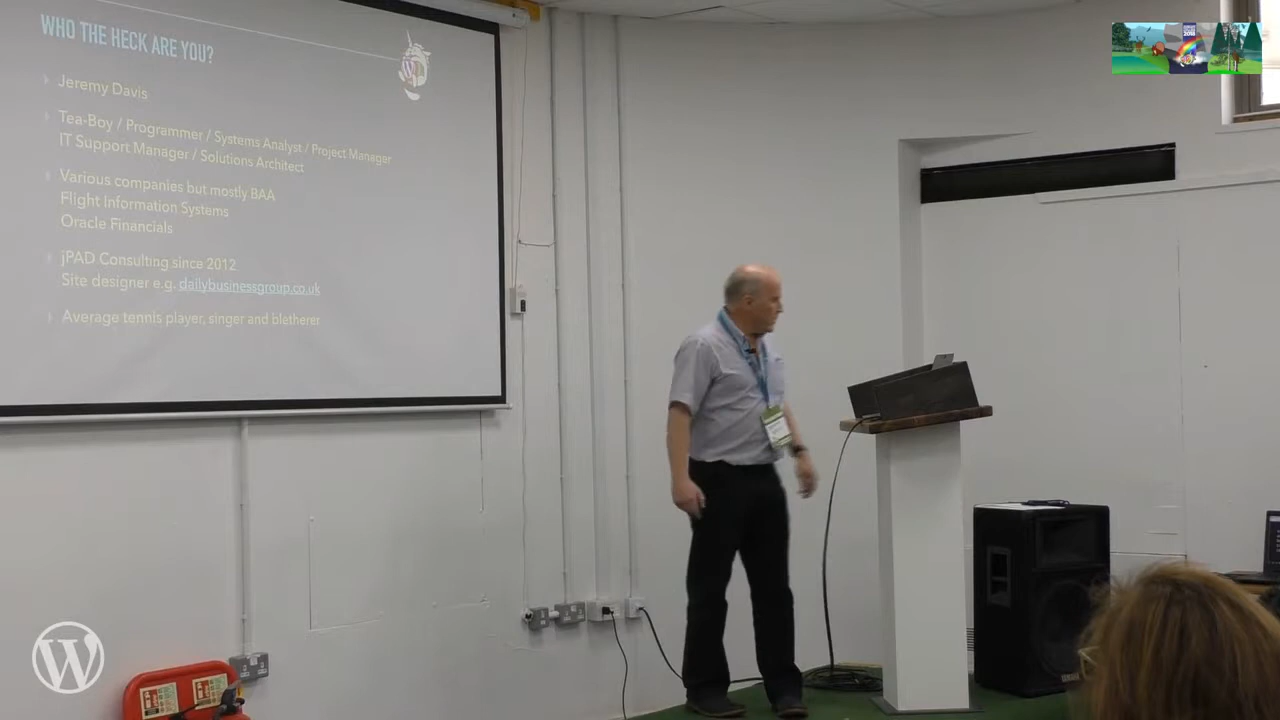 WHO THE HECK ARE YOU?
Jeremy Davis
Tea-Boy / Programmer / Systems Analyst / Project Manager
IT Support Manager / Solutions Architect
Various companies but mostly BAA
Flight Information Systems
Oracle Financials
jPAD Consulting since 2012
Site designer e.g. dailybusinessgroup.co.uk
Average tennis player, singer and bletherer
YAMAHA